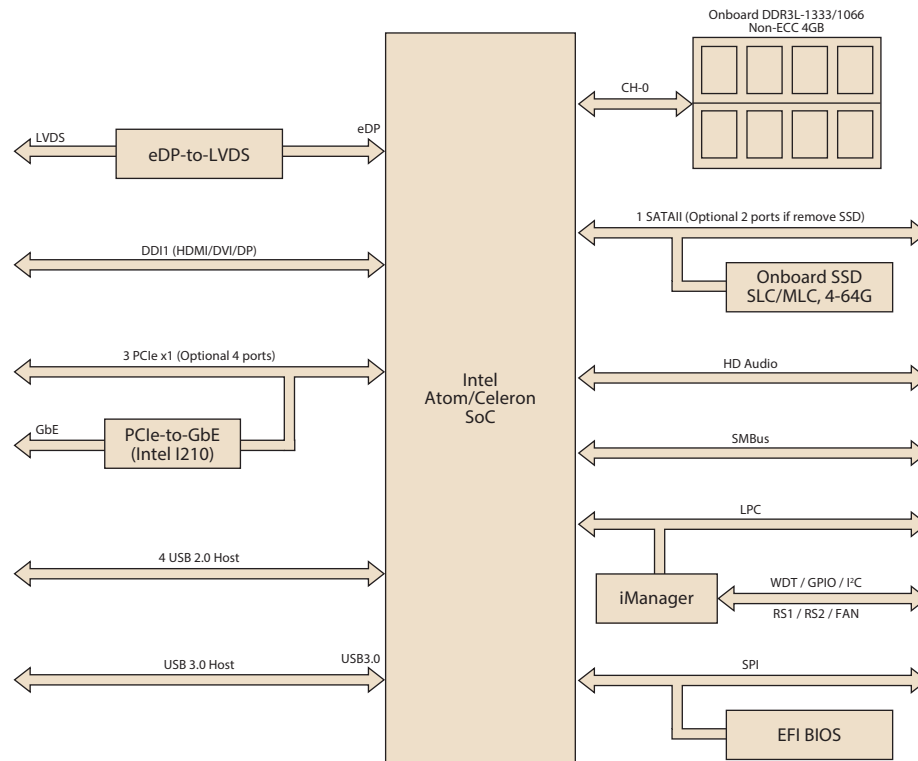 Onboard DDR3L-1333/1066
Non-ECC 4GB
CH-0
LVDS
eDP-to-LVDS
eDP
1 SATAII (Optional 2 ports if remove SSD)
Onboard SSD
SLC/MLC, 4-64G
DDI1 (HDMI/DVI/DP)
3 PCIe x1 (Optional 4 ports)
GbE
PCIe-to-GbE
(Intel I210)
Intel
Atom/Celeron
SoC
HD Audio
SMBus
LPC
iManager
WDT / GPIO / I²C
RS1 / RS2 / FAN
4 USB 2.0 Host
USB 3.0 Host
USB3.0
SPI
EFI BIOS